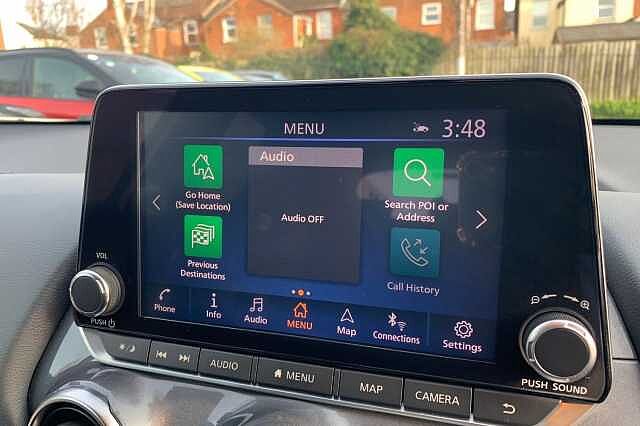 MENU
3:48
Go Home
(Save Location)
Audio
Audio OFF
Search POI or
Address
Previous
Destinations
Call History
Phone
Info
Audio
MENU
Map
Connections
Settings
VOL
PUSH
PUSH SOUND
AUDIO
MENU
MAP
CAMERA